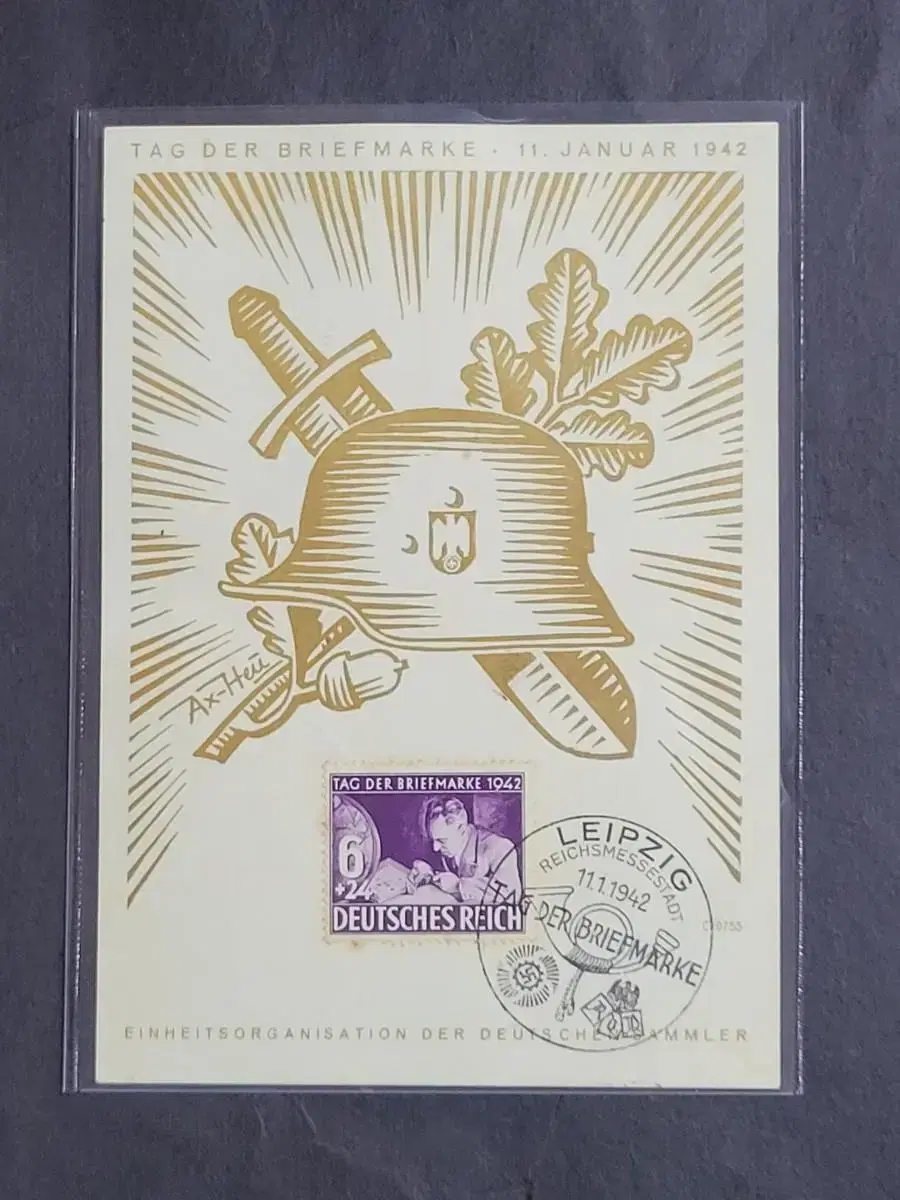 TAG DER BRIEFMARKE · 11. JANUAR 1942
Ax-Heu
TAG DER BRIEFMARKE 1942
6
+24
DEUTSCHES REICH
LEIPZIG
REICHSMESSESTADT
11.1.1942
TAG DER BRIEFMARKE
EINHEITSORGANISATION DER DEUTSCHEN SAMMLER